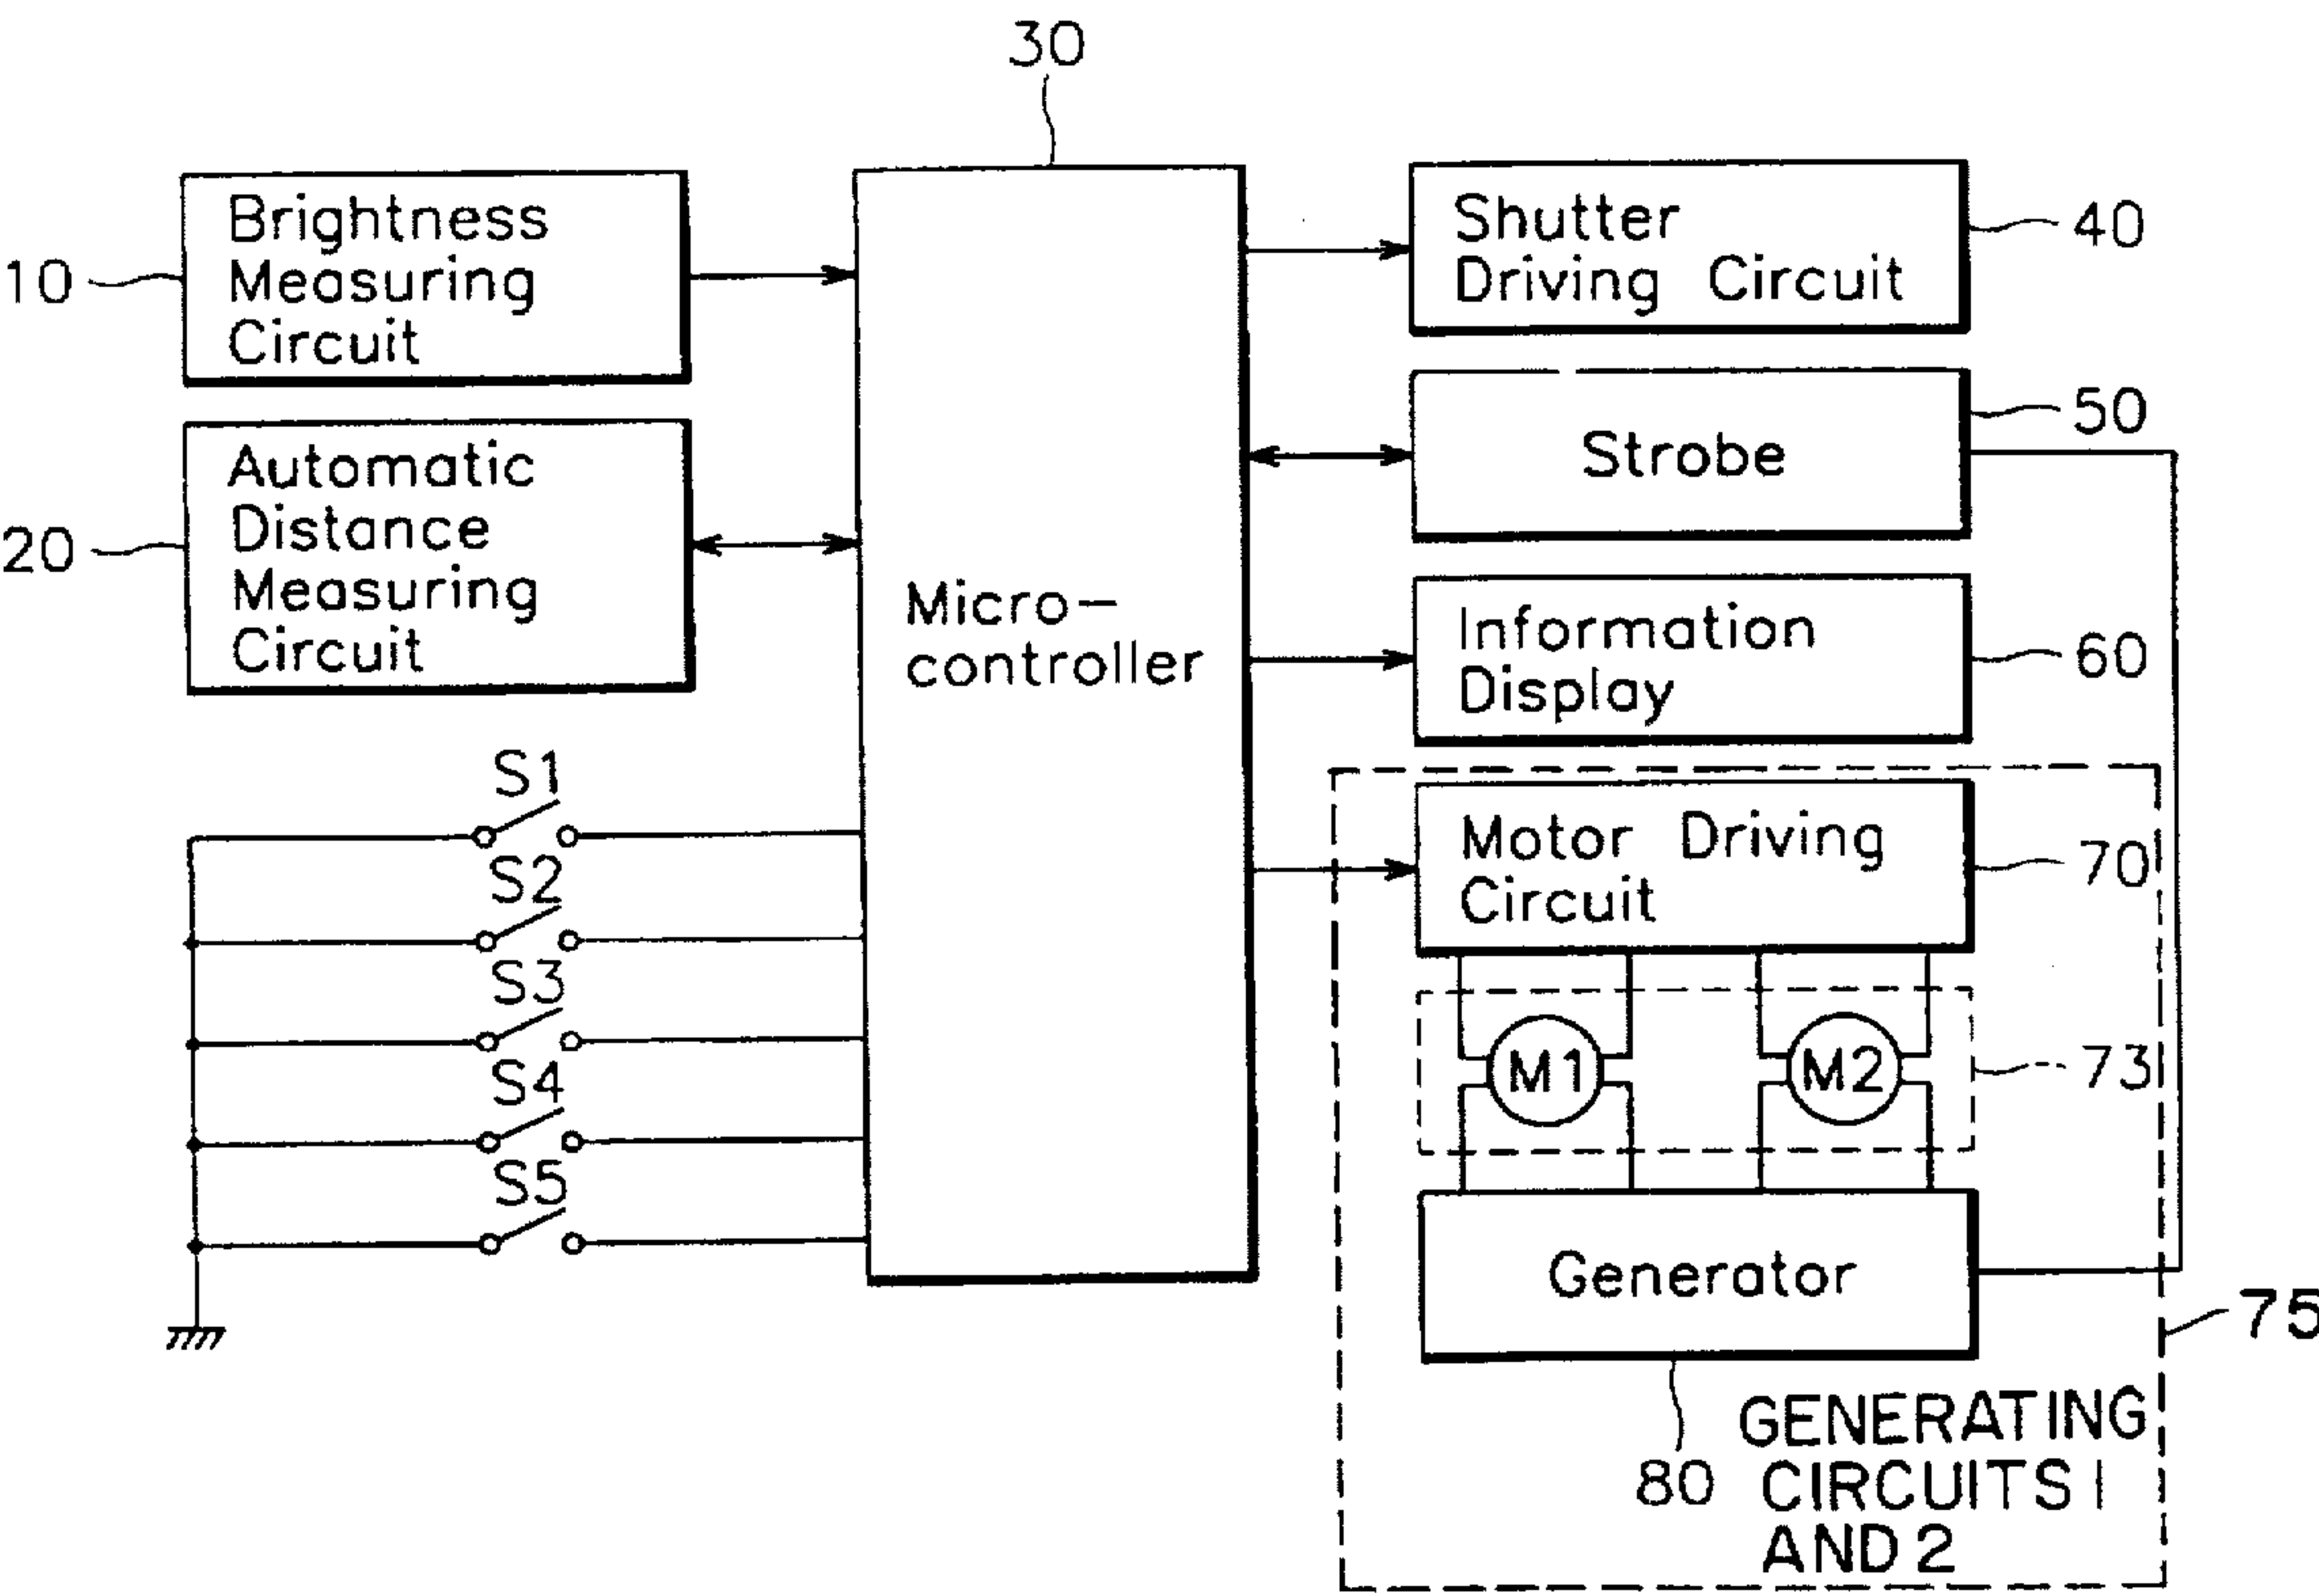 30
10
Brightness
Measuring
Circuit
20
Automatic
Distance
Measuring
Circuit
S1
S2
S3
S4
S5
Micro-
controller
Shutter
Driving Circuit
40
Strobe
50
Information
Display
60
Motor Driving
Circuit
70
M1
M2
73
Generator
75
80
GENERATING
CIRCUITS 1
AND 2